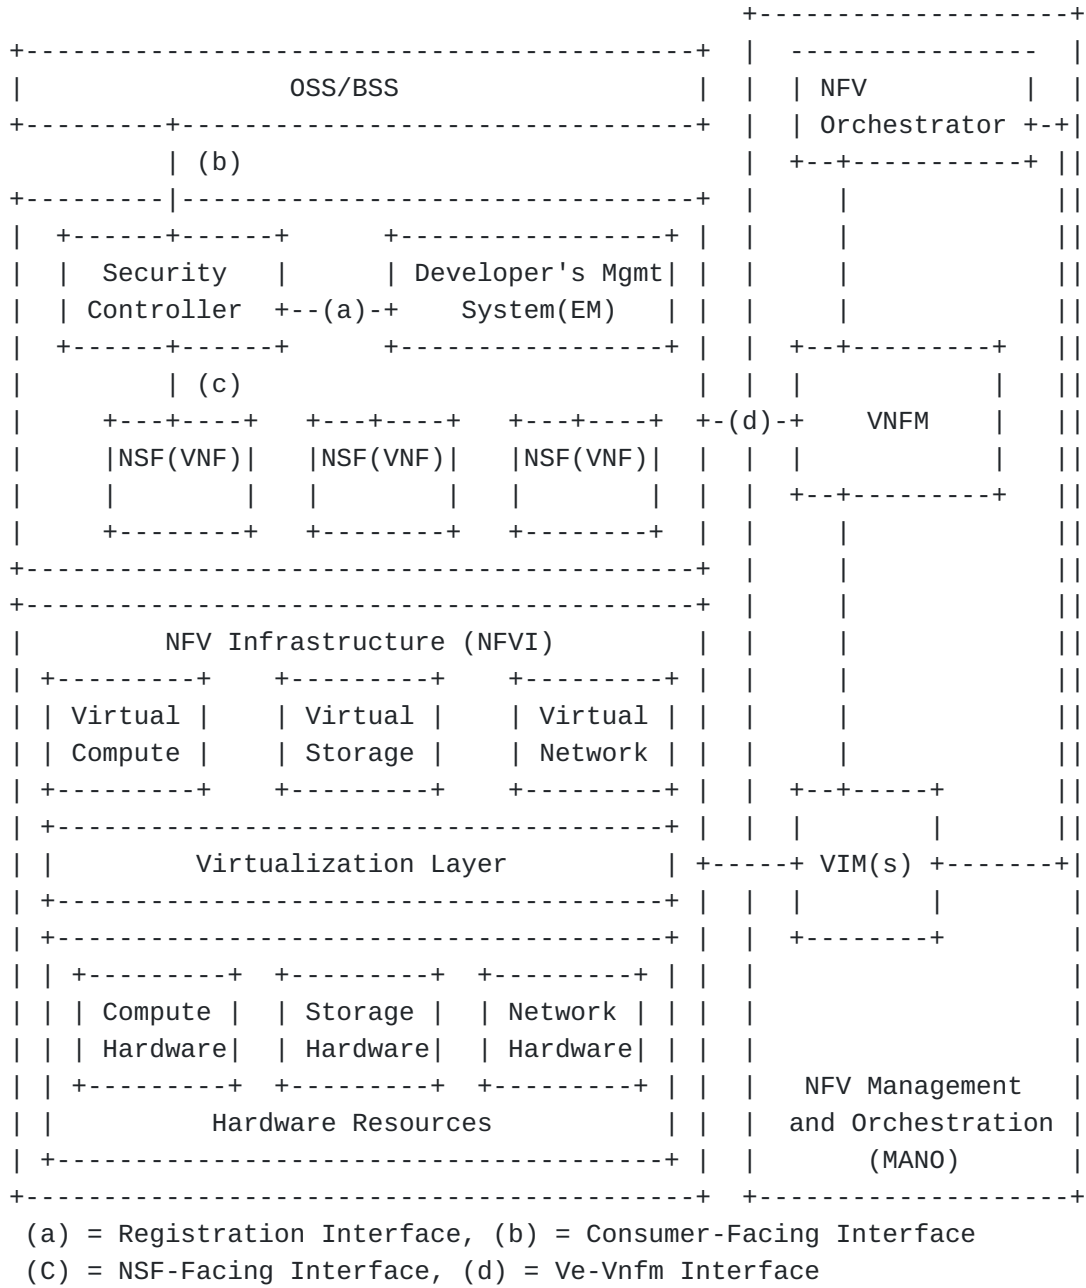 +--------------------+
+-------------------------------------------+  |  ----------------  |
|                 OSS/BSS                   |  |  | NFV          |  |
+---------+---------------------------------+  |  | Orchestrator +-+|
          | (b)                                |  +--+-----------+ ||
+---------|---------------------------------+  |     |             ||
|  +------+------+      +-----------------+ |  |     |             ||
|  |  Security   |      | Developer's Mgmt| |  |     |             ||
|  | Controller  +--(a)-+    System(EM)   | |  |     |             ||
|  +------+------+      +-----------------+ |  |  +--+---------+   ||
|         | (c)                             |  |  |            |   ||
|     +---+----+   +---+----+   +---+----+  +-(d)-+    VNFM    |   ||
|     |NSF(VNF)|   |NSF(VNF)|   |NSF(VNF)|  |  |  |            |   ||
|     |        |   |        |   |        |  |  |  +--+---------+   ||
|     +--------+   +--------+   +--------+  |  |     |             ||
+-------------------------------------------+  |     |             ||
+-------------------------------------------+  |     |             ||
|         NFV Infrastructure (NFVI)         |  |     |             ||
| +---------+    +---------+    +---------+ |  |     |             ||
| | Virtual |    | Virtual |    | Virtual | |  |     |             ||
| | Compute |    | Storage |    | Network | |  |     |             ||
| +---------+    +---------+    +---------+ |  |  +--+-----+       ||
| +---------------------------------------+ |  |  |        |       ||
| |         Virtualization Layer          | +-----+ VIM(s) +-------+|
| +---------------------------------------+ |  |  |        |        |
| +---------------------------------------+ |  |  +--------+        |
| | +---------+  +---------+  +---------+ | |  |                    |
| | | Compute |  | Storage |  | Network | | |  |                    |
| | | Hardware|  | Hardware|  | Hardware| | |  |                    |
| | +---------+  +---------+  +---------+ | |  |   NFV Management   |
| |          Hardware Resources           | |  |  and Orchestration |
| +---------------------------------------+ |  |       (MANO)       |
+-------------------------------------------+  +--------------------+
 (a) = Registration Interface, (b) = Consumer-Facing Interface
 (C) = NSF-Facing Interface, (d) = Ve-Vnfm Interface